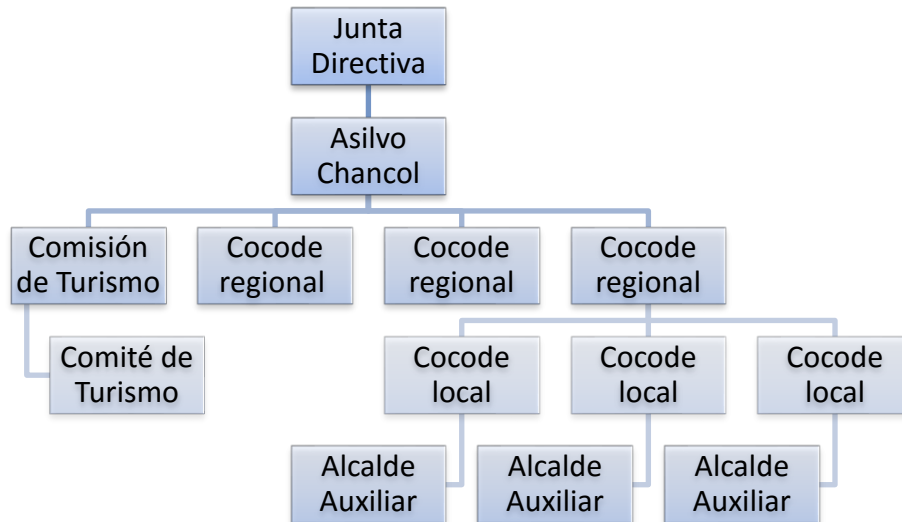 Junta
Directiva
Asilvo
Chancol
Comisión
de Turismo
Cocode
regional
Cocode
regional
Cocode
regional
Comité de
Turismo
Cocode
local
Cocode
local
Cocode
local
Alcalde
Auxiliar
Alcalde
Auxiliar
Alcalde
Auxiliar